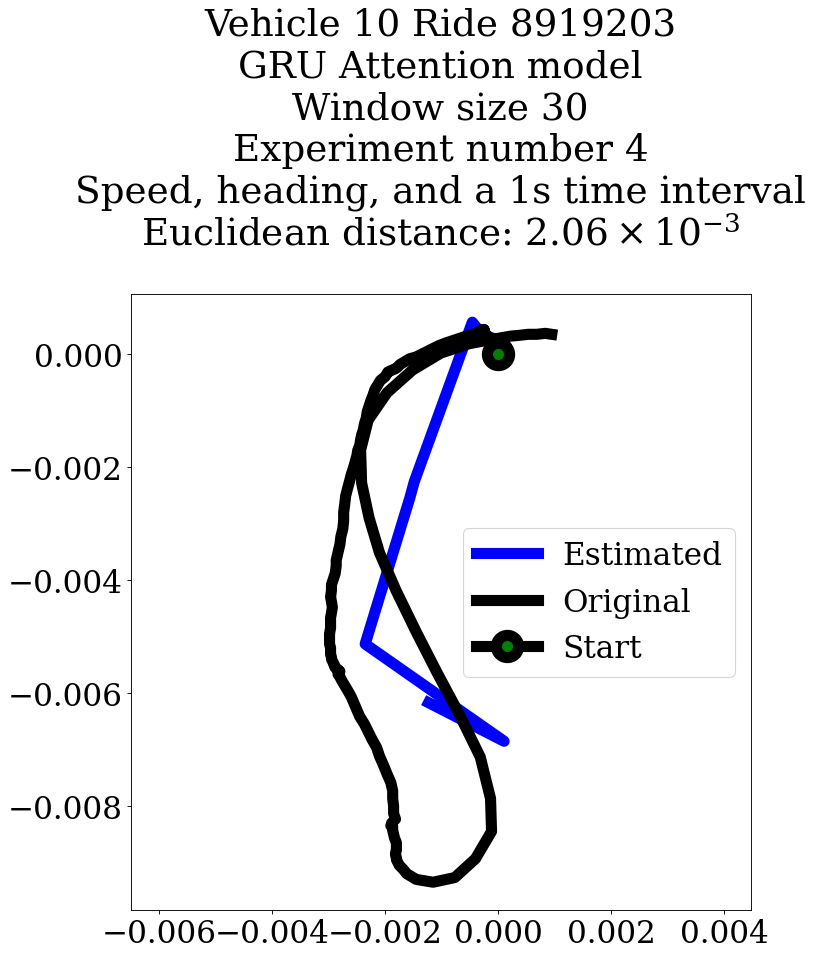 Vehicle 10 Ride 8919203
GRU Attention model
Window size 30
Experiment number 4
Speed, heading, and a 1s time interval
Euclidean distance: 2.06 × 10⁻³
0.000
−0.002
−0.004
−0.006
−0.008
Estimated
Original
Start
−0.006 −0.004 −0.002 0.000 0.002 0.004